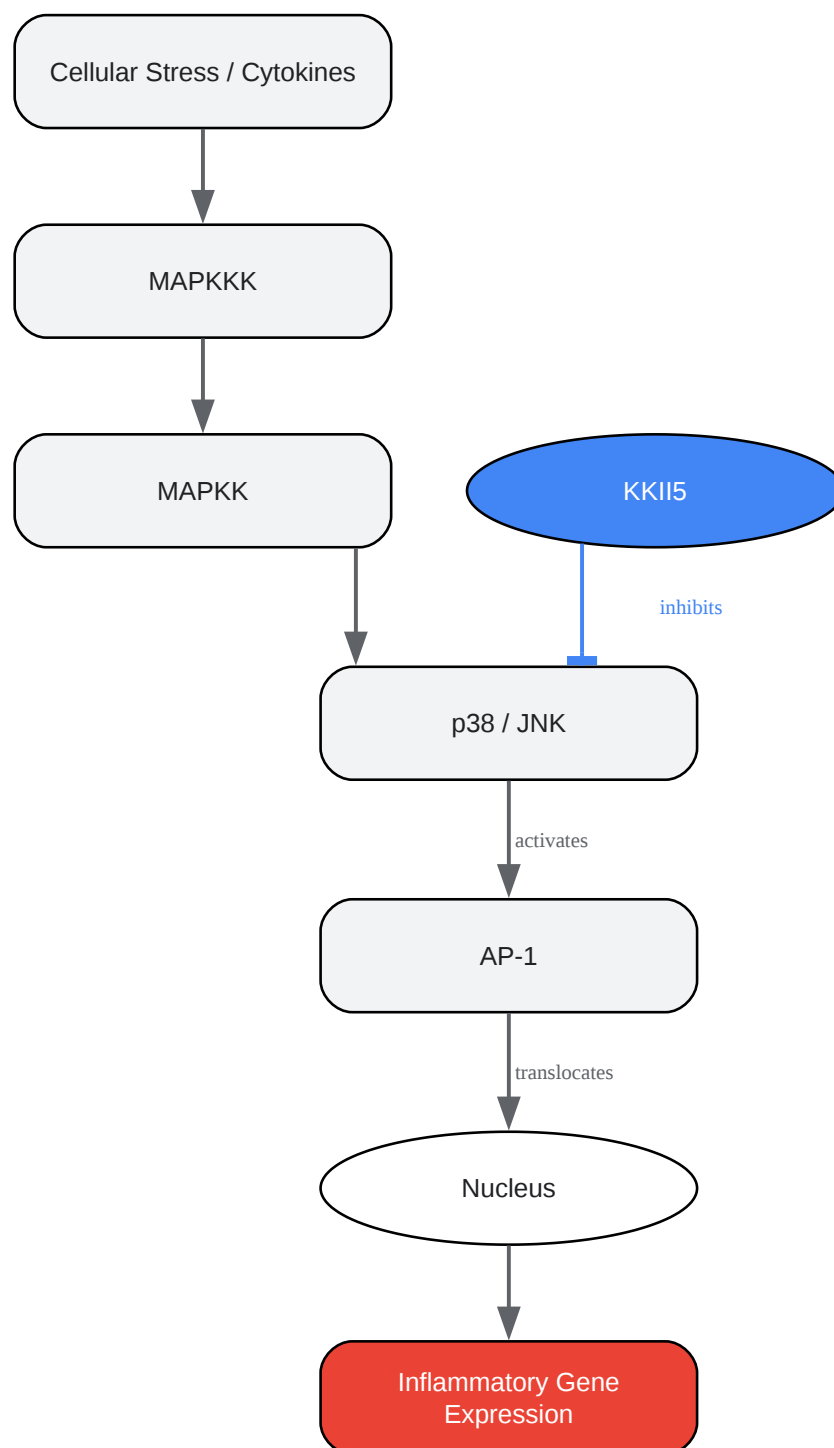 Cellular Stress / Cytokines
MAPKKK
MAPKK
KKII5
inhibits
p38 / JNK
activates
AP-1
translocates
Nucleus
Inflammatory Gene
Expression